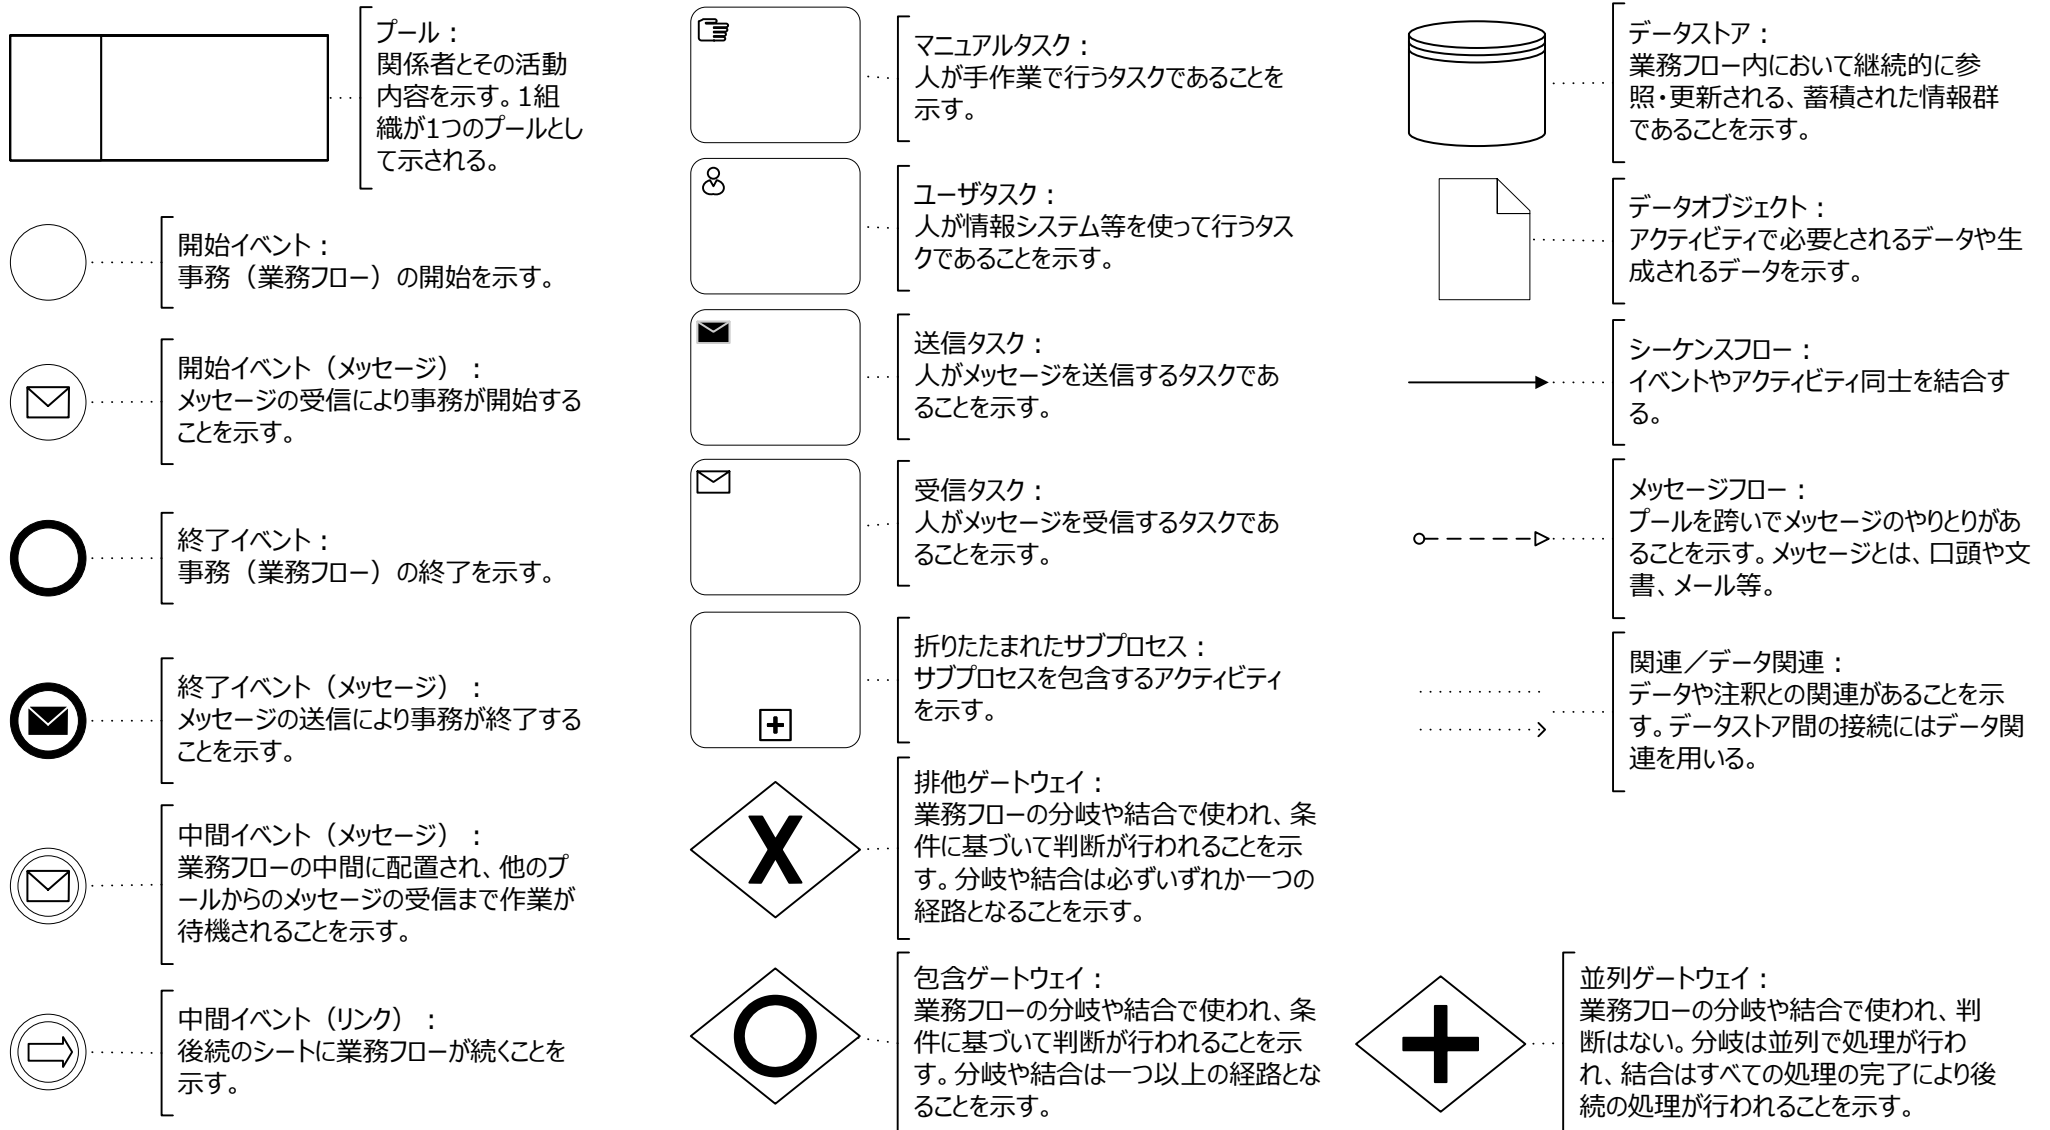 プール：
関係者とその活動
内容を示す。1組
織が1つのプールとし
て示される。
開始イベント：
事務（業務フロー）の開始を示す。
開始イベント（メッセージ）：
メッセージの受信により事務が開始する
ことを示す。
終了イベント：
事務（業務フロー）の終了を示す。
終了イベント（メッセージ）：
メッセージの送信により事務が終了する
ことを示す。
中間イベント（メッセージ）：
業務フローの中間に配置され、他のプ
ールからのメッセージの受信まで作業が
待機されることを示す。
中間イベント（リンク）：
後続のシートに業務フローが続くことを
示す。
マニュアルタスク：
人が手作業で行うタスクであることを
示す。
ユーザタスク：
人が情報システム等を使って行うタス
クであることを示す。
送信タスク：
人がメッセージを送信するタスクであ
ることを示す。
受信タスク：
人がメッセージを受信するタスクであ
ることを示す。
折りたたまれたサブプロセス：
サブプロセスを包含するアクティビティ
を示す。
X
排他ゲートウェイ：
業務フローの分岐や結合で使われ、条
件に基づいて判断が行われることを示
す。分岐や結合は必ずいずれか一つの
経路となることを示す。
包含ゲートウェイ：
業務フローの分岐や結合で使われ、条
件に基づいて判断が行われることを示
す。分岐や結合は一つ以上の経路とな
ることを示す。
データストア：
業務フロー内において継続的に参
照・更新される、蓄積された情報群
であることを示す。
データオブジェクト：
アクティビティで必要とされるデータや生
成されるデータを示す。
シーケンスフロー：
イベントやアクティビティ同士を結合す
る。
メッセージフロー：
プールを跨いでメッセージのやりとりがあ
ることを示す。メッセージとは、口頭や文
書、メール等。
関連／データ関連：
データや注釈との関連があることを示
す。データストア間の接続にはデータ関
連を用いる。
並列ゲートウェイ：
業務フローの分岐や結合で使われ、判
断はない。分岐は並列で処理が行わ
れ、結合はすべての処理の完了により後
続の処理が行われることを示す。